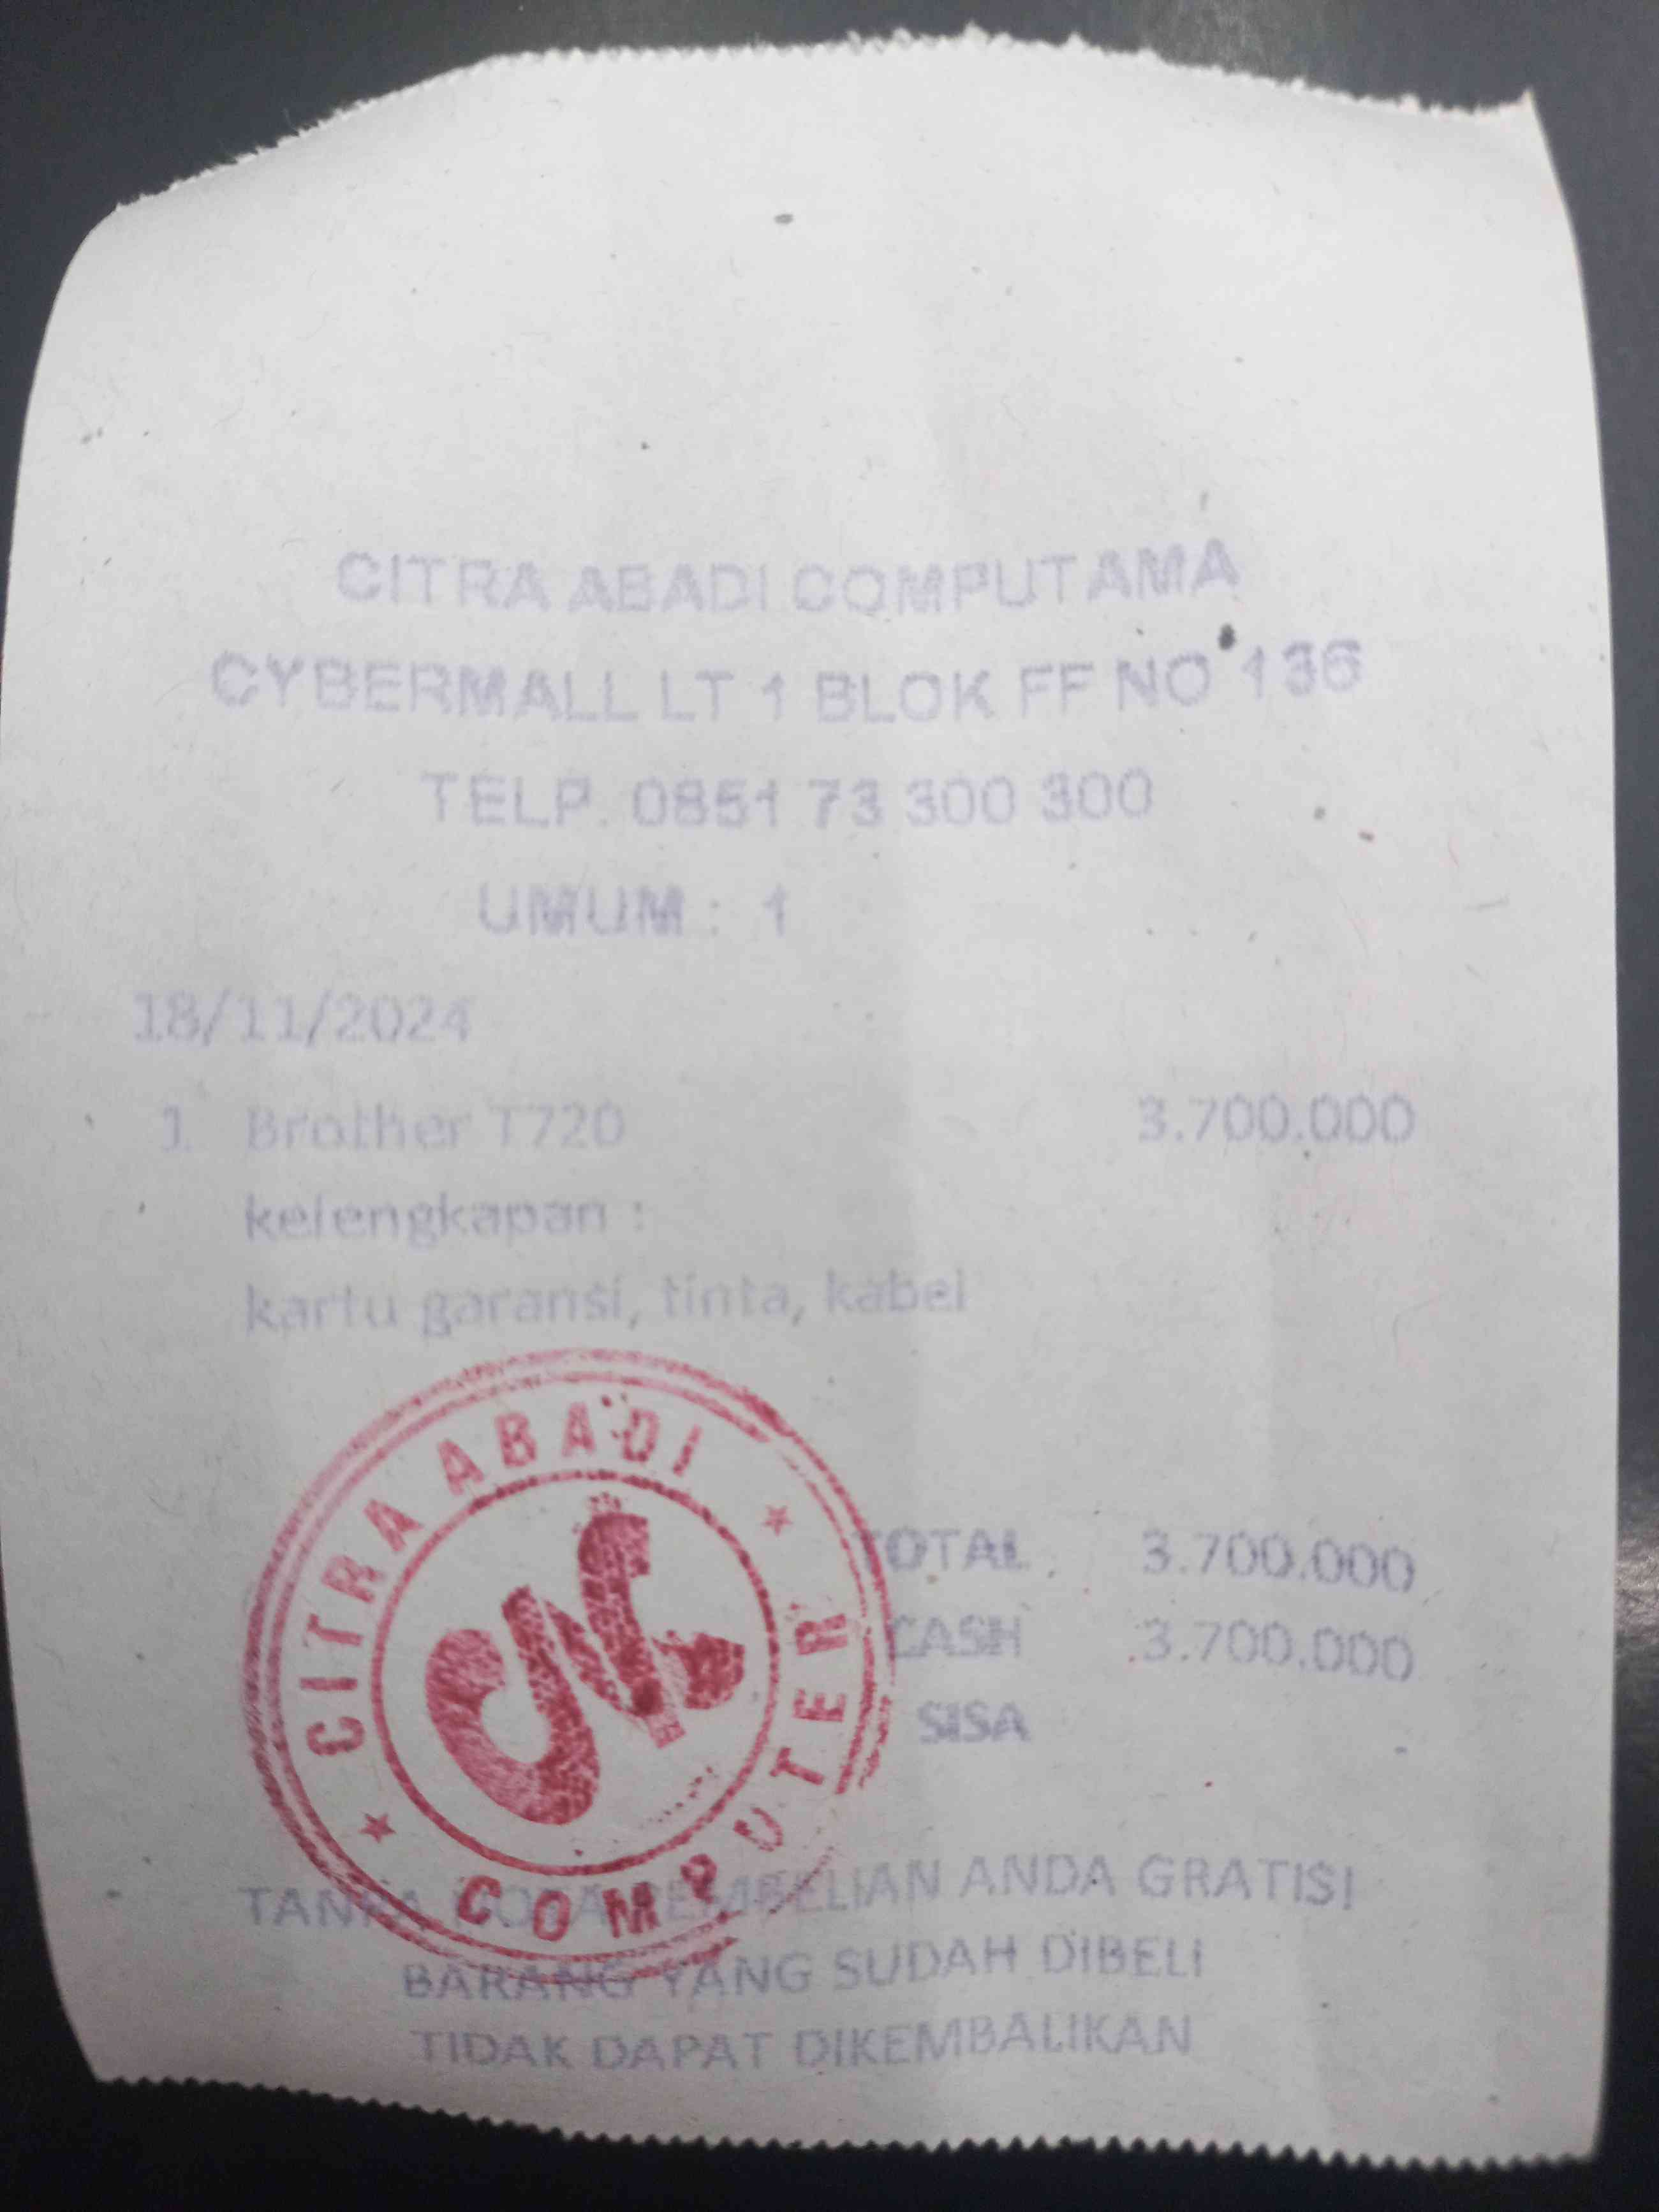 CITRA ABADI COMPUTAMA
CYBERMALL LT 1 BLOK FF NO 136
TELP. 0851 73 300 300
UMUM : 1
18/11/2024
1 Brother T720 3.700.000
kelengkapan :
kartu garansi, tinta, kabel
CITRA ABADI
COMPUTER
TOTAL 3.700.000
CASH 3.700.000
SISA -
TANPA NOTA PEMBELIAN ANDA GRATIS!
BARANG YANG SUDAH DIBELI
TIDAK DAPAT DIKEMBALIKAN